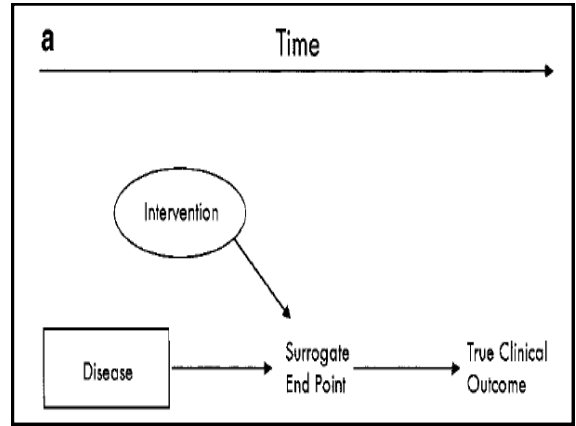 a
Time
Intervention
Disease
Surrogate
End Point
True Clinical
Outcome